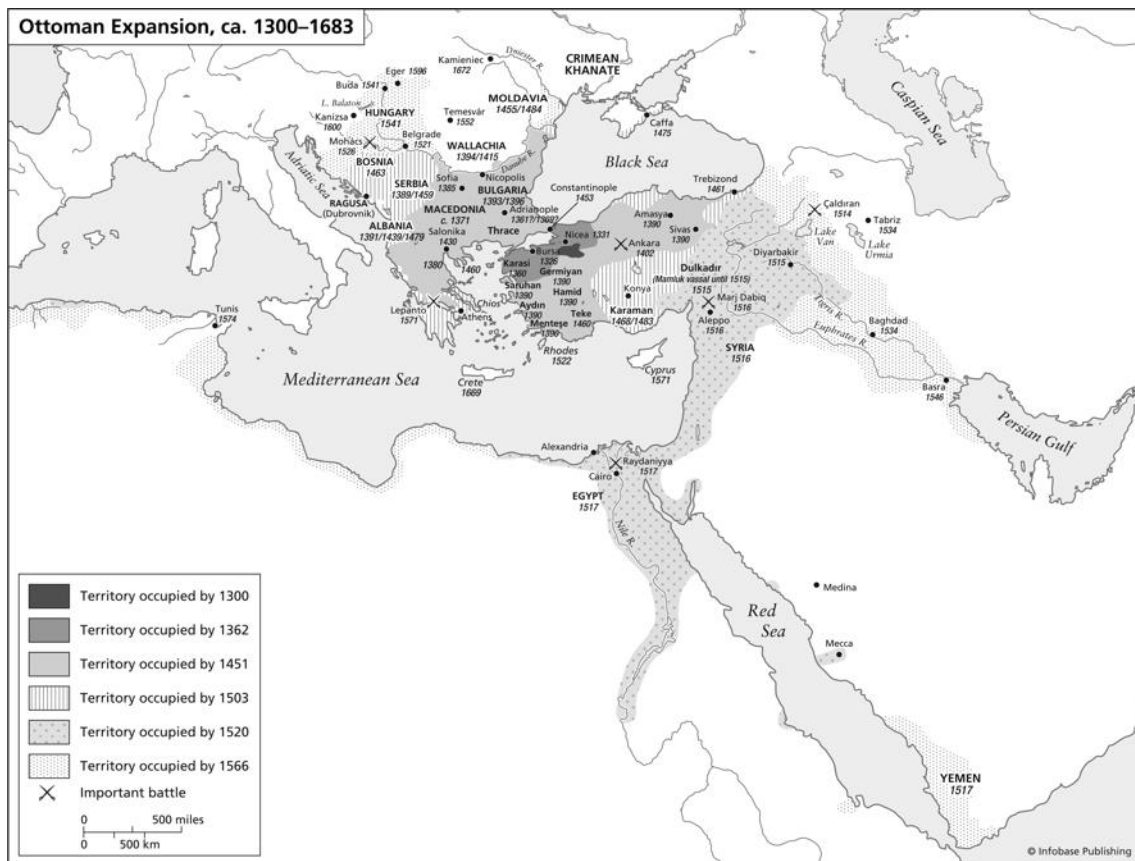 Ottoman Expansion, ca. 1300–1683
Kamieniec
1672
Dniester R.
CRIMEAN
KHANATE
Eger 1596
Buda 1541
L. Balaton
HUNGARY
1541
Kanizsa
1600
Temesvár
1552
MOLDAVIA
1455/1484
Caffa
1475
Caspian Sea
Mohács
1526
Belgrade
1521
WALLACHIA
1394/1415
Danube R.
Black Sea
BOSNIA
1463
Adriatic Sea
SERBIA
1389/1459
Sofia
1385
Nicopolis
BULGARIA
1393/1396
Constantinople
1453
Trebizond
1461
RAGUSA
(Dubrovnik)
MACEDONIA
c. 1371
Adrianople
1361?/1369?
Amasya
1390
Çaldıran
1514
Tabriz
1534
Lake
Van
Lake
Urmia
ALBANIA
1391/1439/1479
Thrace
Nicea 1331
Sivas
1390
Salonika
1430
Bursa
1326
Ankara
1402
Diyarbakir
1515
1380
1460
Karasi
1360
Germiyan
1390
Dulkadır
(Mamluk vassal until 1515)
1515
Saruhan
1390
Hamid
1390
Konya
Marj Dabiq
1516
Tigris R.
Tunis
1574
Lepanto
1571
Chios
Athens
Aydın
1390
Teke
1460
Karaman
1468/1483
Aleppo
1516
Baghdad
1534
Menteşe
1390
Euphrates R.
Rhodes
1522
SYRIA
1516
Mediterranean Sea
Crete
1669
Cyprus
1571
Basra
1546
Persian Gulf
Alexandria
Raydaniyya
1517
Cairo
EGYPT
1517
Nile R.
Medina
Red
Sea
Mecca
YEMEN
1517
Territory occupied by 1300
Territory occupied by 1362
Territory occupied by 1451
Territory occupied by 1503
Territory occupied by 1520
Territory occupied by 1566
Important battle
0 500 miles
0 500 km
© Infobase Publishing